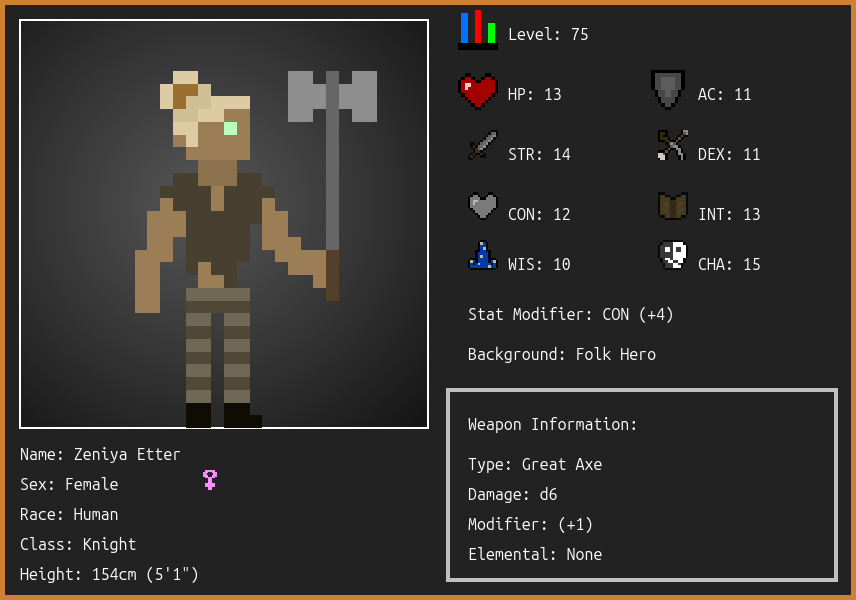 Level: 75
HP: 13
AC: 11
STR: 14
DEX: 11
CON: 12
INT: 13
WIS: 10
CHA: 15
Stat Modifier: CON (+4)
Background: Folk Hero
Weapon Information:
Type: Great Axe
Damage: d6
Modifier: (+1)
Elemental: None
Name: Zeniya Etter
Sex: Female
Race: Human
Class: Knight
Height: 154cm (5'1")